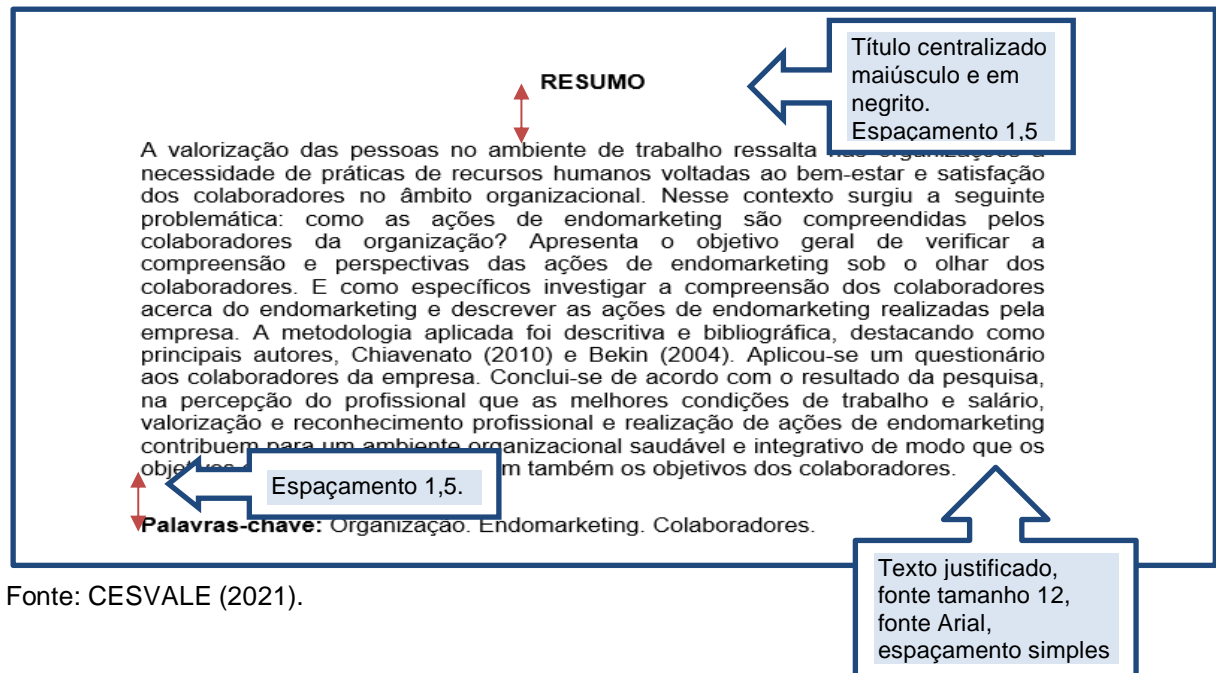 RESUMO
Título centralizado
maiúsculo e em
negrito.
Espaçamento 1,5
A valorização das pessoas no ambiente de trabalho ressalta
necessidade de práticas de recursos humanos voltadas ao bem-estar e satisfação
dos colaboradores no âmbito organizacional. Nesse contexto surgiu a seguinte
problemática: como as ações de endomarketing são compreendidas pelos
colaboradores da organização? Apresenta o objetivo geral de verificar a
compreensão e perspectivas das ações de endomarketing sob o olhar dos
colaboradores. E como específicos investigar a compreensão dos colaboradores
acerca do endomarketing e descrever as ações de endomarketing realizadas pela
empresa. A metodologia aplicada foi descritiva e bibliográfica, destacando como
principais autores, Chiavenato (2010) e Bekin (2004). Aplicou-se um questionário
aos colaboradores da empresa. Conclui-se de acordo com o resultado da pesquisa,
na percepção do profissional que as melhores condições de trabalho e salário,
valorização e reconhecimento profissional e realização de ações de endomarketing
contribuem para um ambiente organizacional saudável e integrativo de modo que os
também os objetivos dos colaboradores.
Espaçamento 1,5.
Palavras-chave: Organização. Endomarketing. Colaboradores.
Texto justificado,
fonte tamanho 12,
fonte Arial,
espaçamento simples
Fonte: CESVALE (2021).